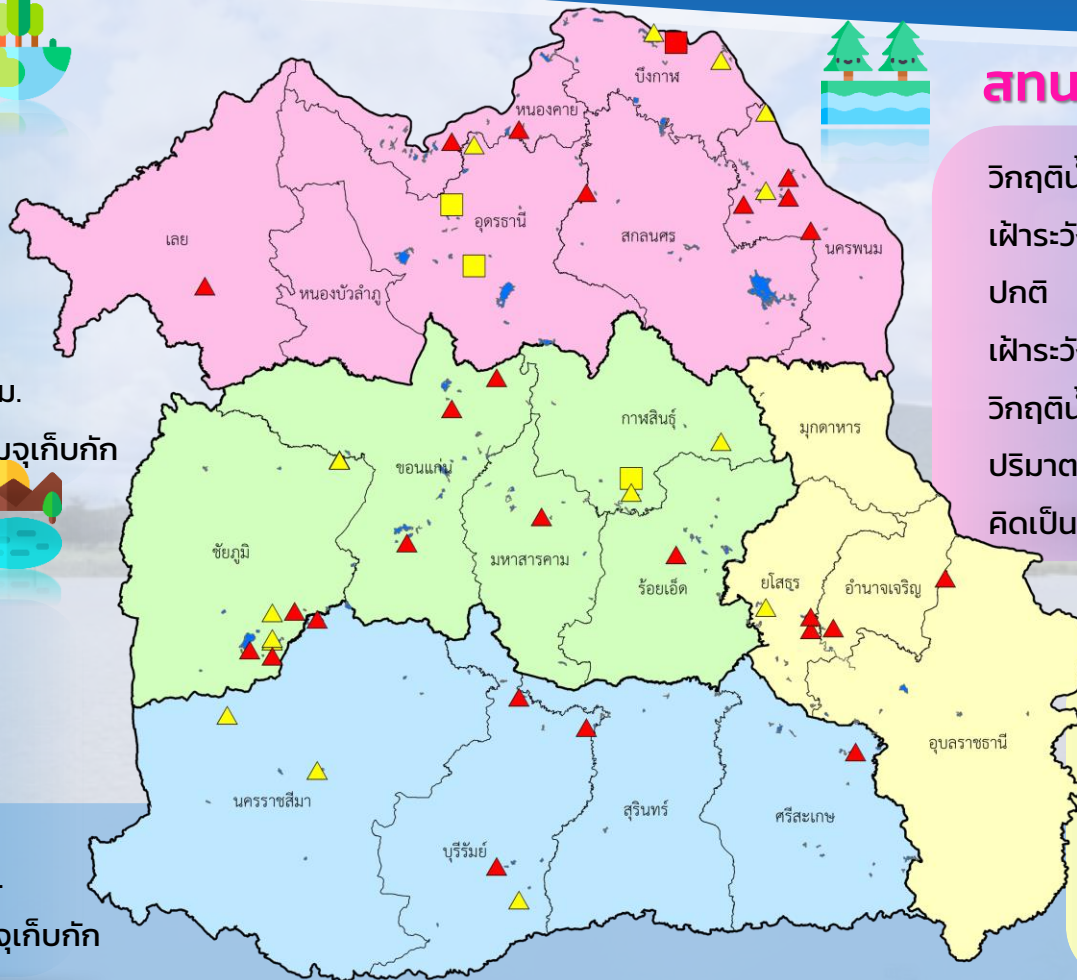 สทน
วิกฤติน้
เฝ้าระวั
ปกติ
เฝ้าระวั
วิกฤติน้
ปริมาต
คิดเป็น
ม.
มจุเก็บกัก
จุเก็บกัก
บึงกาฬ
หนองคาย
เลย
อุดรธานี
สกลนคร
นครพนม
หนองบัวลำภู
กาฬสินธุ์
มุกดาหาร
ขอนแก่น
ชัยภูมิ
มหาสารคาม
ร้อยเอ็ด
ยโสธร
อำนาจเจริญ
อุบลราชธานี
นครราชสีมา
สุรินทร์
ศรีสะเกษ
บุรีรัมย์